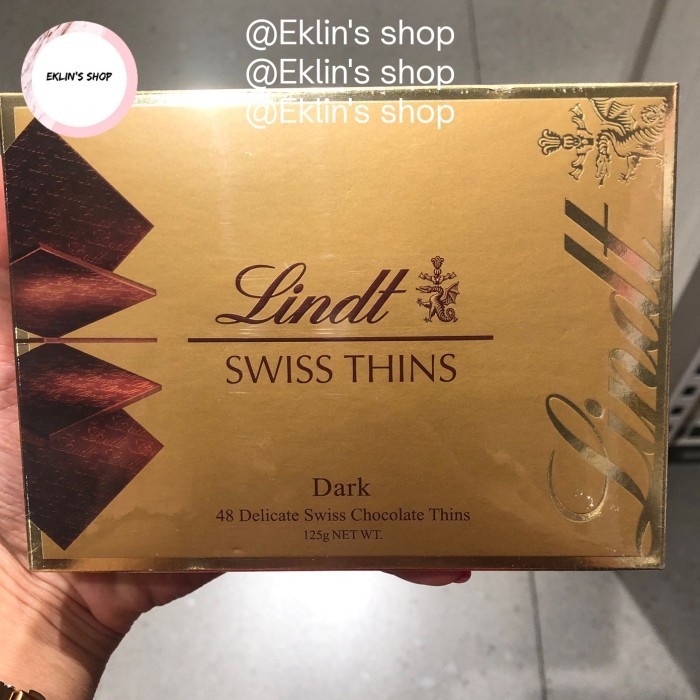 @Eklin's shop
@Eklin's shop
@Eklin's shop
EKLIN'S SHOP
Lindt
SWISS THINS
Dark
48 Delicate Swiss Chocolate Thins
125g NET WT.
Lindt